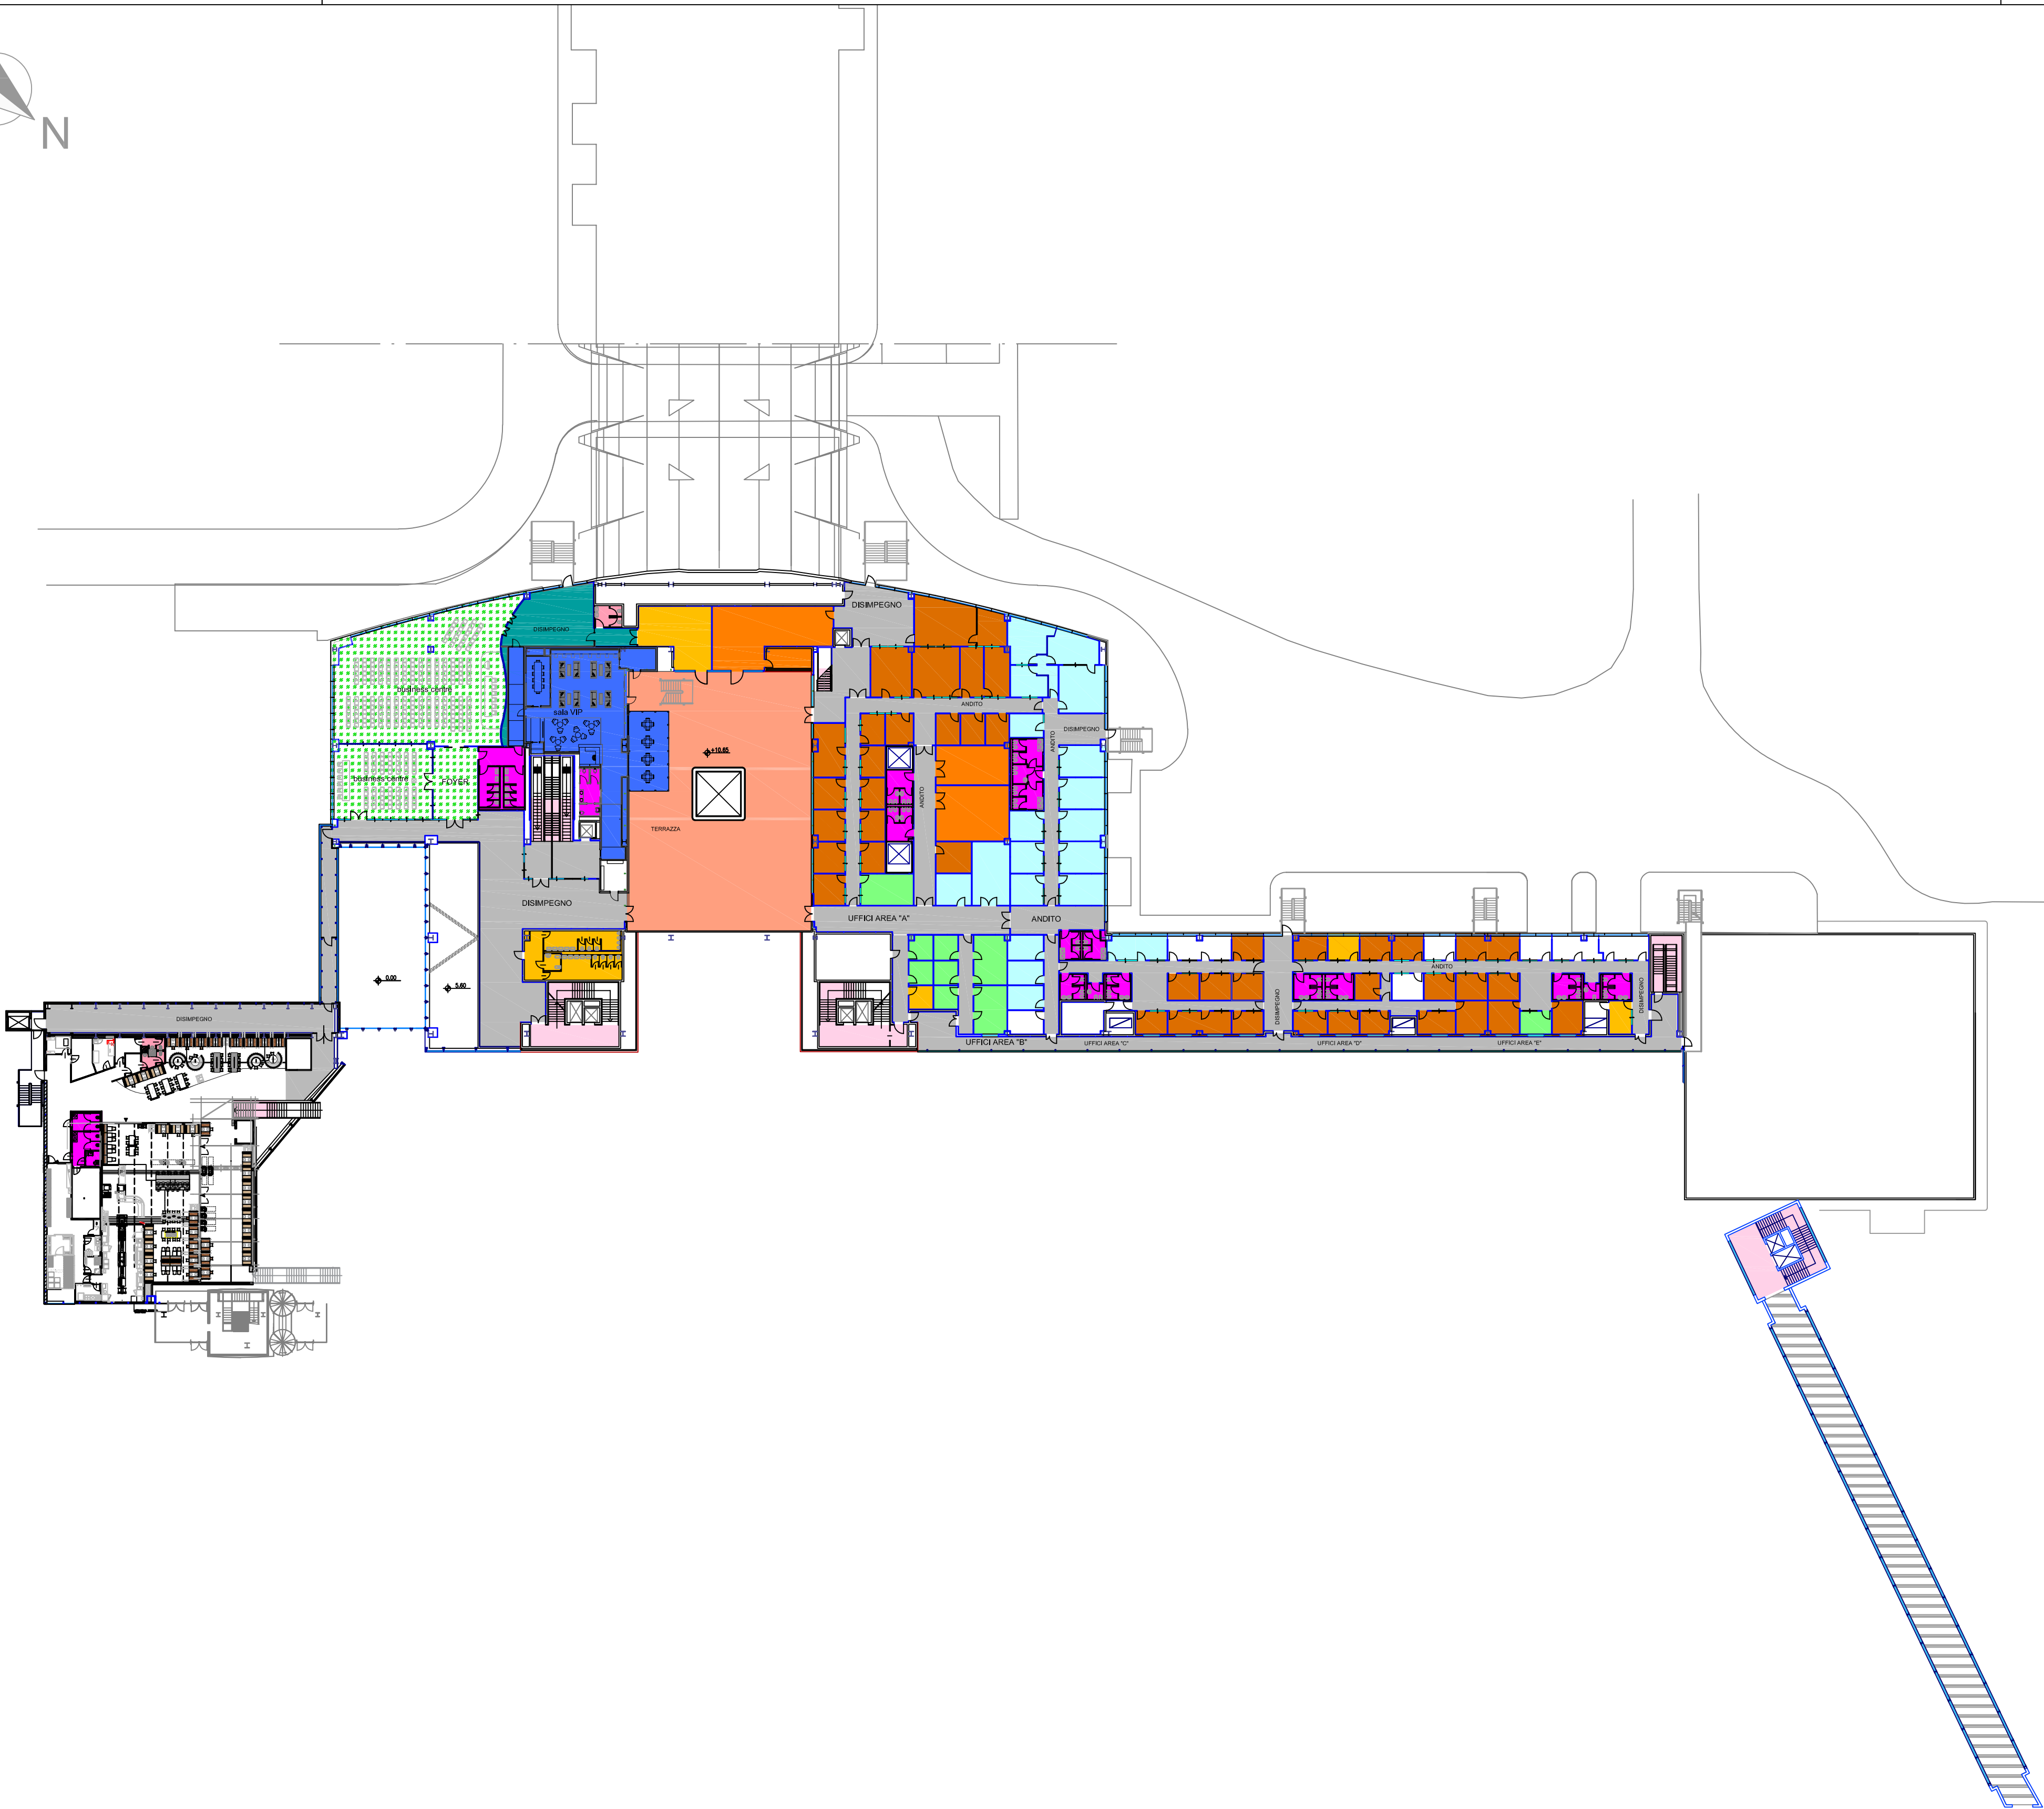 N
DISIMPEGNO
DISIMPEGNO
business centre
sala VIP
ANDITO
DISIMPEGNO
ANDITO
+10.65
business centre
FOYER
ANDITO
TERRAZZA
DISIMPEGNO
UFFICI AREA "A"
ANDITO
ANDITO
0.00
5.60
DISIMPEGNO
DISIMPEGNO
DISIMPEGNO
UFFICI AREA "B"
UFFICI AREA "C"
UFFICI AREA "D"
UFFICI AREA "E"